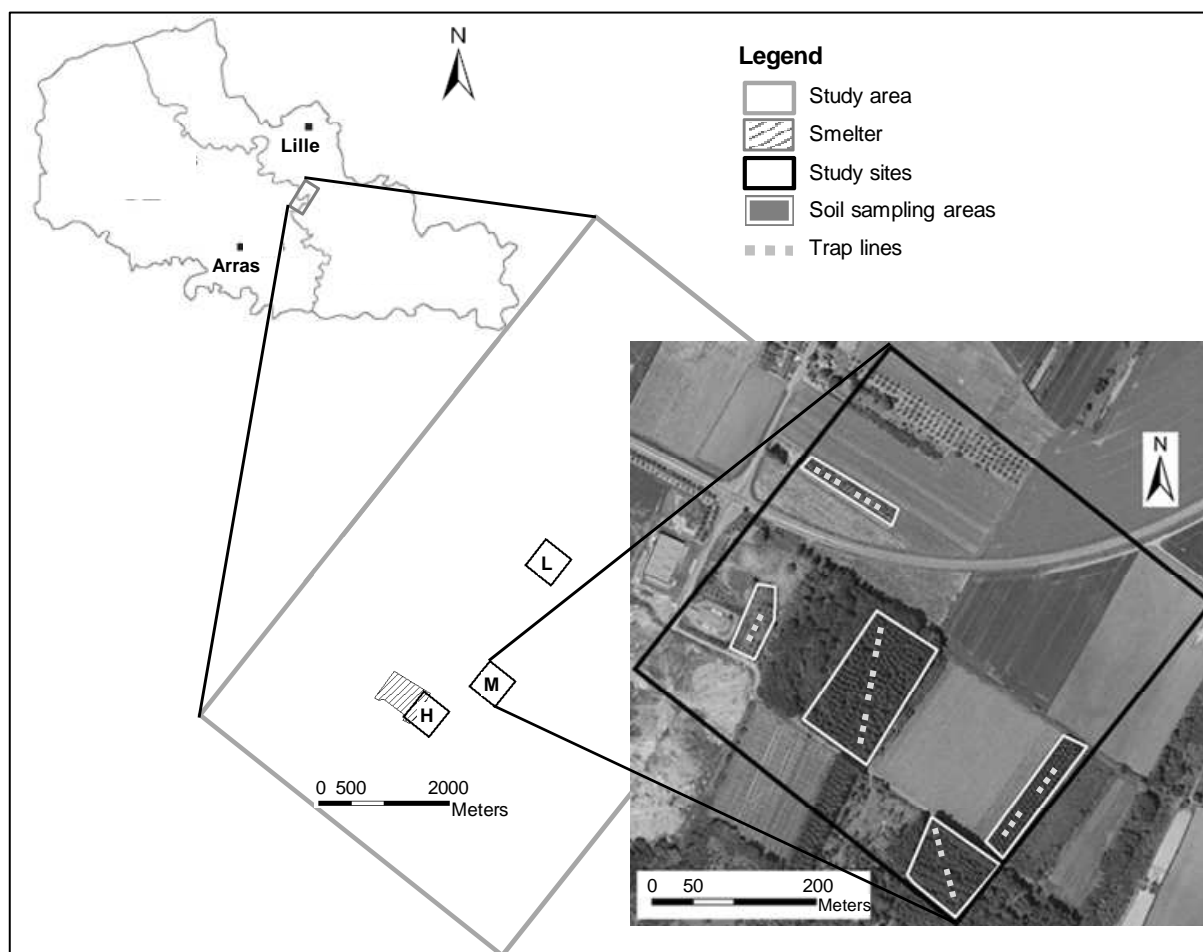 N
Lille
Arras
Legend
Study area
Smelter
Study sites
Soil sampling areas
Trap lines
L
M
H
0 500 2000
Meters
N
0 50 200
Meters